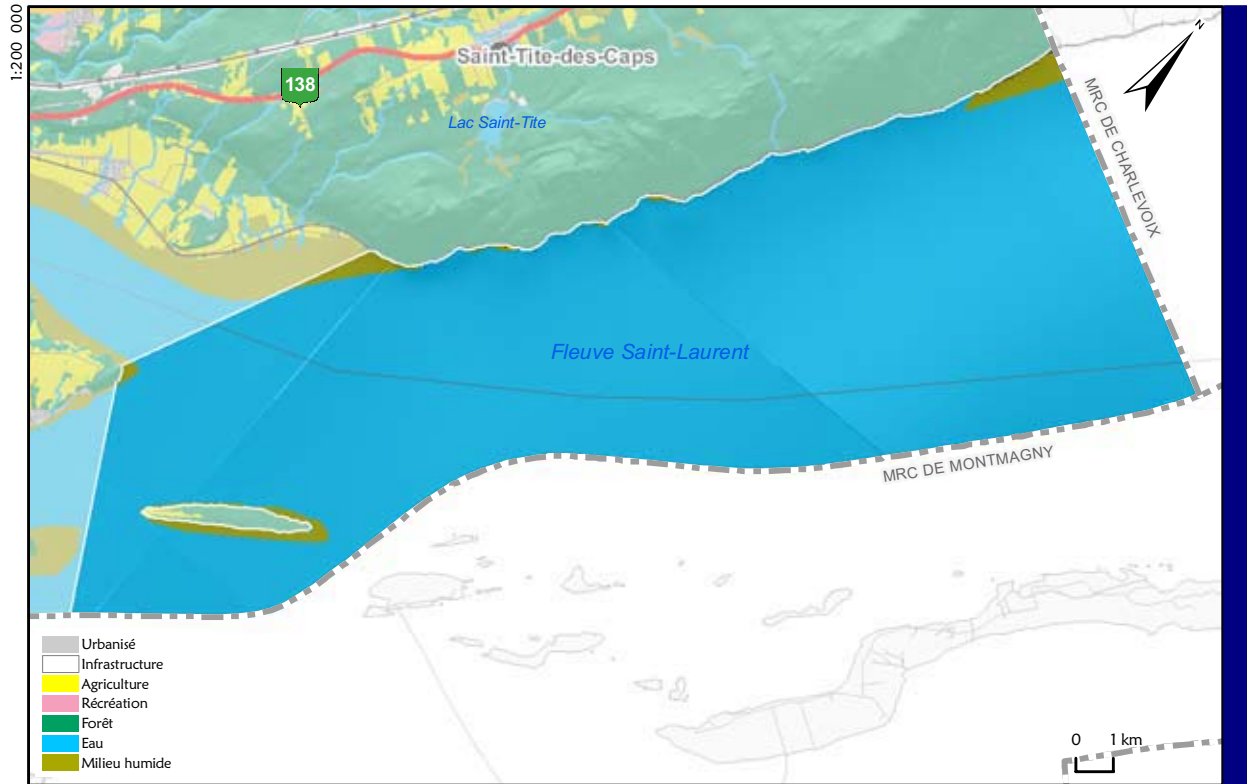 1:200 000
Saint-Tite-des-Caps
138
Lac Saint-Tite
N
MRC DE CHARLEVOIX
Fleuve Saint-Laurent
MRC DE MONTMAGNY
Urbanisé
Infrastructure
Agriculture
Récréation
Forêt
Eau
Milieu humide
0 1 km